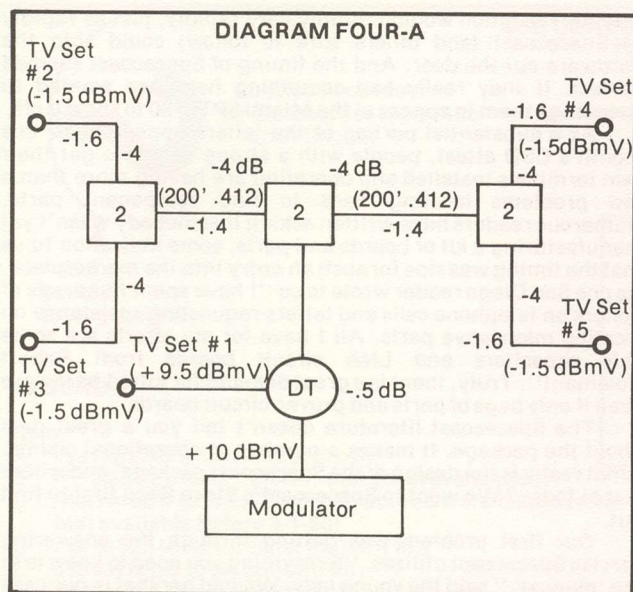 DIAGRAM FOUR-A
TV Set
#2
(-1.5 dBmV)
-1.6
-4
2
-4 dB
(200' .412)
-1.4
2
-4 dB
(200' .412)
-1.4
2
TV Set
#4
-1.6
(-1.5dBmV)
-4
-4
-1.6
TV Set
#3
(-1.5 dBmV)
TV Set #1
(+9.5dBmV)
DT
-.5 dB
-4
-1.6
TV Set
#5
(-1.5 dBmV)
+10 dBmV
Modulator